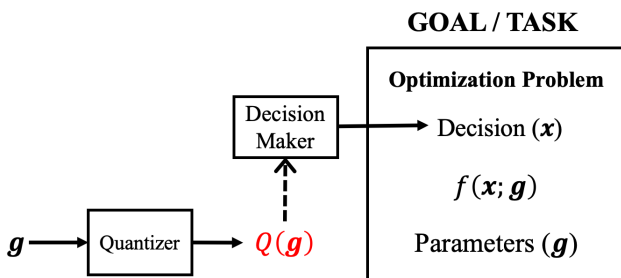 GOAL / TASK
Optimization Problem
Decision
Maker
Decision (x)
f(x; g)
g
Quantizer
Q(g)
Parameters (g)